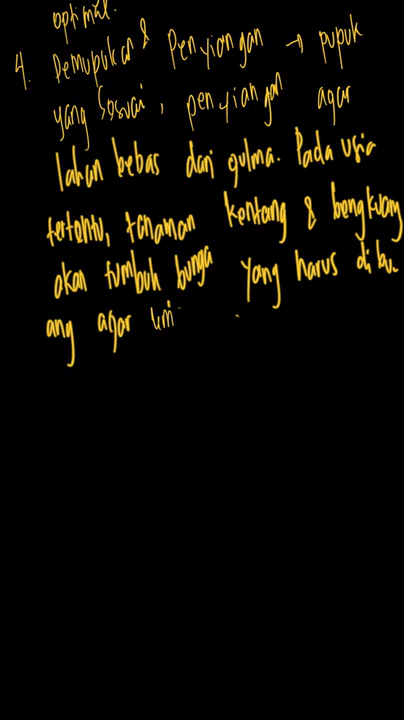 optimal.
4. Pemupukan & Penyiangan → pupuk
yang sesuai, penyiangan agar
lahan bebas dari gulma. Pada usia
tertentu, tanaman kentang & bengkuang
akan tumbuh bunga yang harus dibu
ang agar um